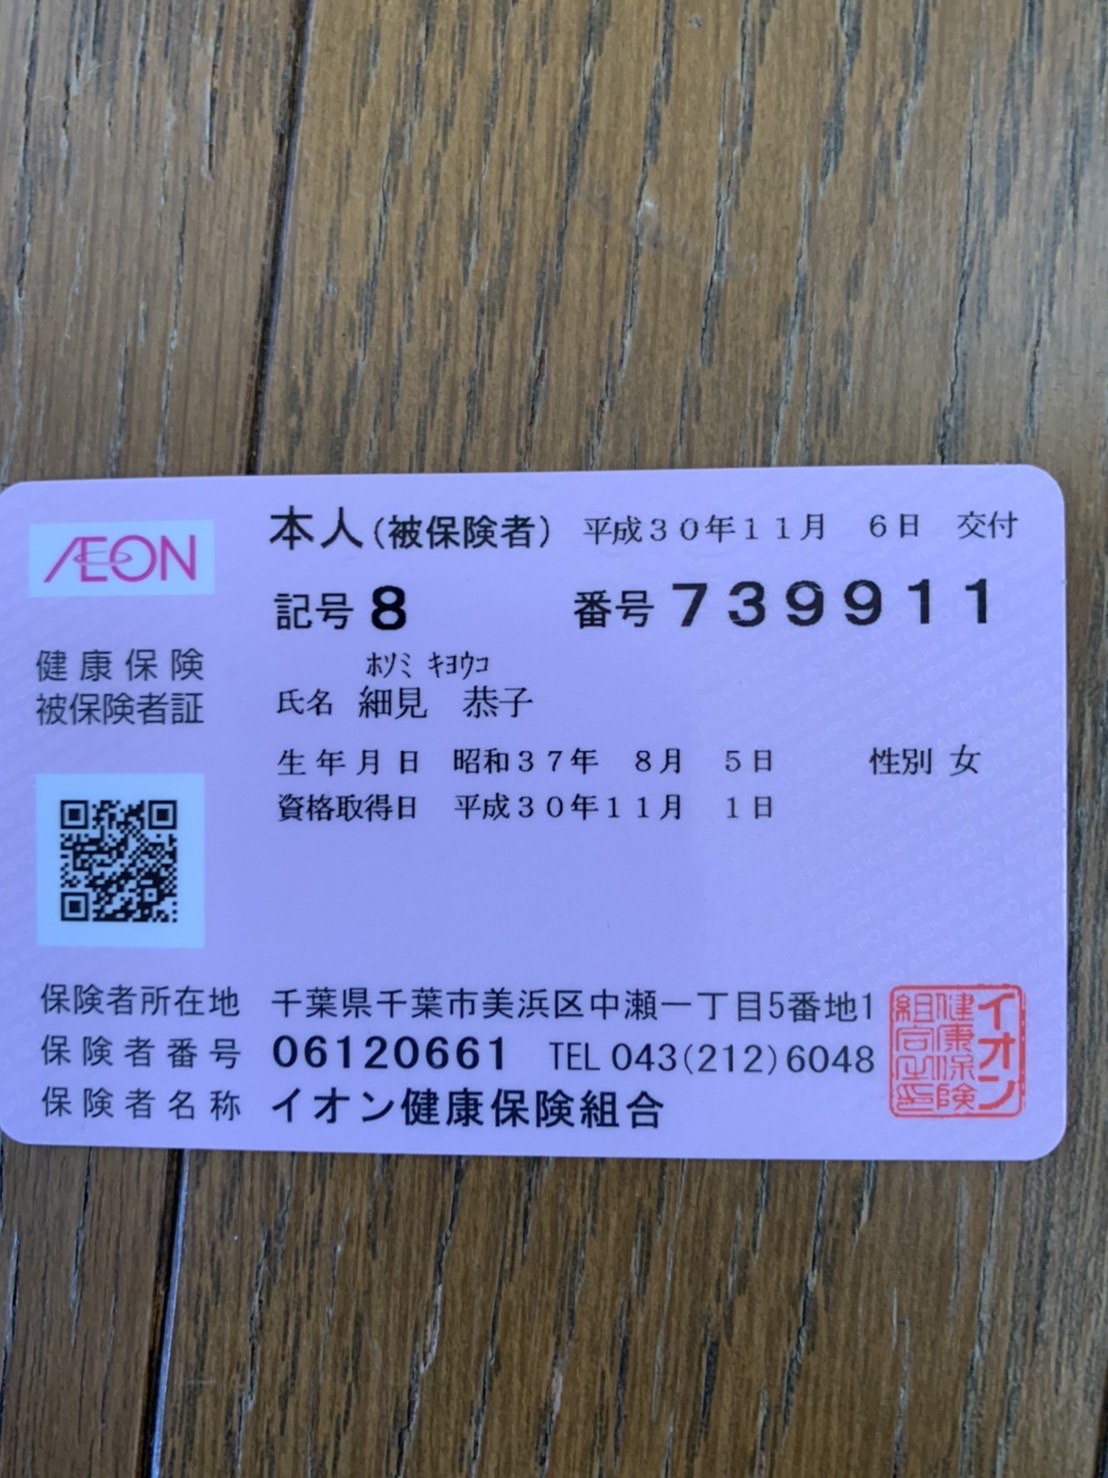 AEON
健康保険
被保険者証
本人(被保険者) 平成30年11月 6日 交付
記号 8 番号 739911
ホソミ キヨウコ
氏名 細見 恭子
生年月日 昭和37年 8月 5日 性別 女
資格取得日 平成30年11月 1日
保険者所在地 千葉県千葉市美浜区中瀬一丁目5番地1
保険者番号 06120661 TEL 043(212)6048
保険者名称 イオン健康保険組合
イオン
健康保険
組合之印